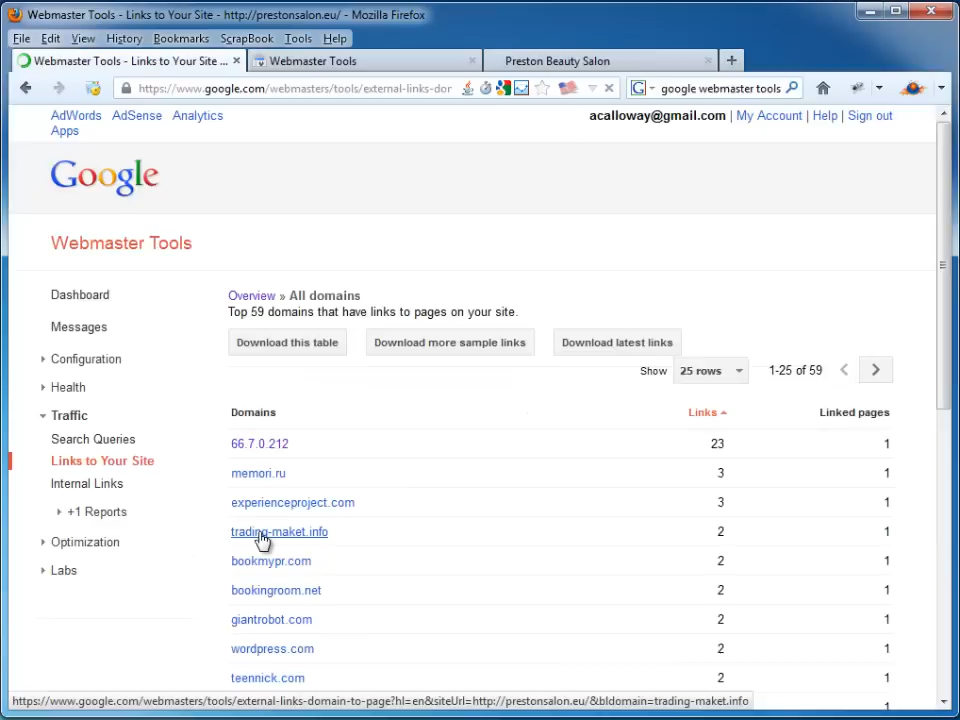 Webmaster Tools - Links to Your Site - http://prestonsalon.eu/ - Mozilla Firefox
File Edit View History Bookmarks ScrapBook Tools Help
Webmaster Tools - Links to Your Site ... Webmaster Tools Preston Beauty Salon
https://www.google.com/webmasters/tools/external-links-dor google webmaster tools
AdWords AdSense Analytics acalloway@gmail.com | My Account | Help | Sign out
Apps
Google
Webmaster Tools
Dashboard
Messages
Configuration
Health
Traffic
Search Queries
Links to Your Site
Internal Links
+1 Reports
Optimization
Labs
Overview » All domains
Top 59 domains that have links to pages on your site.
Download this table Download more sample links Download latest links
Show 25 rows 1-25 of 59
Domains Links Linked pages
66.7.0.212 23 1
memori.ru 3 1
experienceproject.com 3 1
trading-maket.info 2 1
bookmypr.com 2 1
bookingroom.net 2 1
giantrobot.com 2 1
wordpress.com 2 1
teennick.com 2 1
https://www.google.com/webmasters/tools/external-links-domain-to-page?hl=en&siteUrl=http://prestonsalon.eu/&bldomain=trading-maket.info